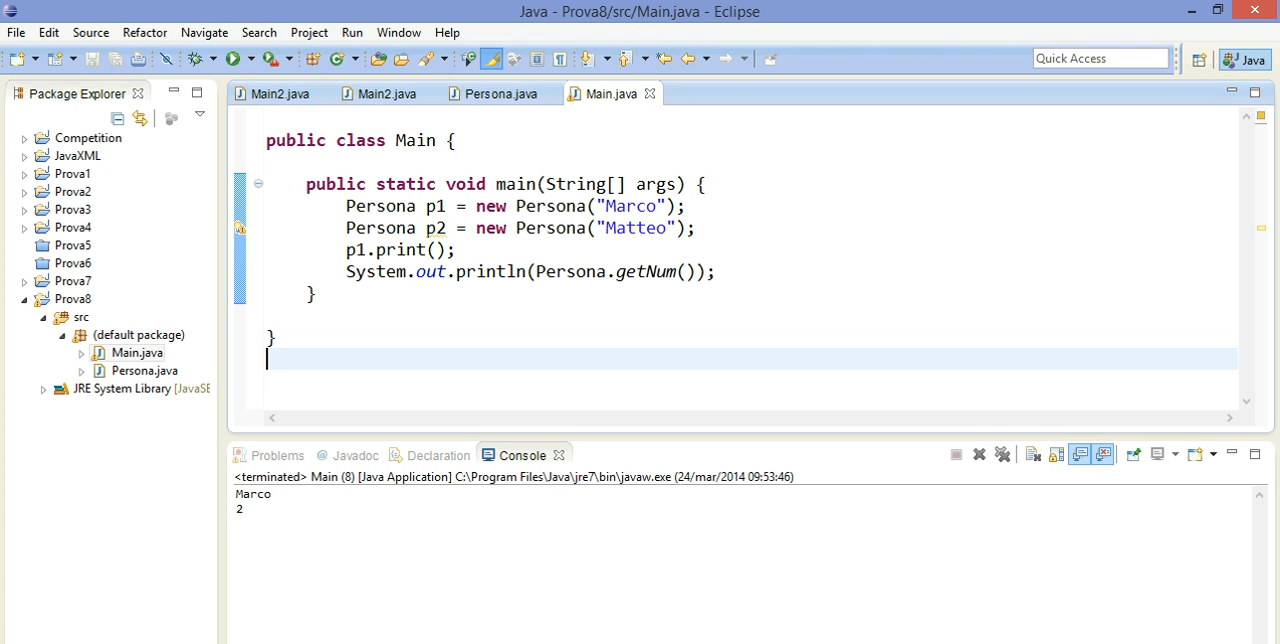 Java - Prova8/src/Main.java - Eclipse
File Edit Source Refactor Navigate Search Project Run Window Help
Quick Access
Java
Package Explorer
Competition
JavaXML
Prova1
Prova2
Prova3
Prova4
Prova5
Prova6
Prova7
Prova8
src
(default package)
Main.java
Persona.java
JRE System Library [JavaSE
Main2.java Main2.java Persona.java Main.java
public class Main {
public static void main(String[] args) {
Persona p1 = new Persona("Marco");
Persona p2 = new Persona("Matteo");
p1.print();
System.out.println(Persona.getNum());
}
}
Problems @ Javadoc Declaration Console
<terminated> Main (8) [Java Application] C:\Program Files\Java\jre7\bin\javaw.exe (24/mar/2014 09:53:46)
Marco
2